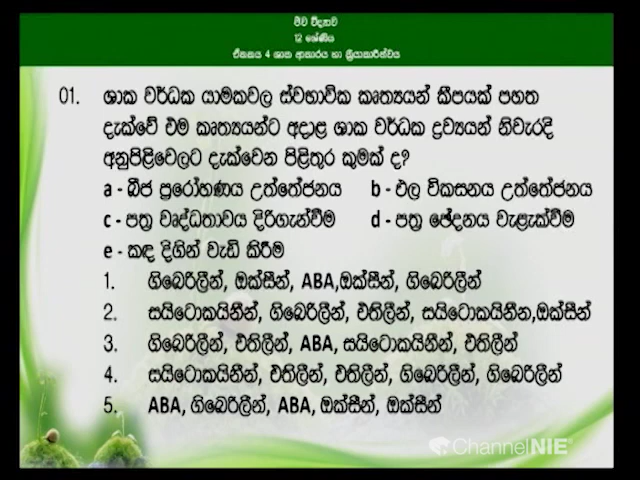 ජීව විද්‍යාව
12 ශ්‍රේණිය
ඒකකය 4 ශාක ආකාරය හා ක්‍රියාකාරීත්වය
01. ශාක වර්ධක යාමකවල ස්වභාවික කෘත්‍යයන් කීපයක් පහත
දැක්වේ එම කෘත්‍යයන්ට අදාළ ශාක වර්ධක ද්‍රව්‍යයන් නිවැරදි
අනුපිළිවෙලට දැක්වෙන පිළිතුර කුමක් ද?
a - බීජ ප්‍රරෝහණය උත්තේජනය b - ඵල විකසනය උත්තේජනය
c - පත්‍ර වෘද්ධතාවය දිරිගැන්වීම d - පත්‍ර ඡේදනය වැළැක්වීම
e - කඳ දිගින් වැඩි කිරීම
1. ගිබෙරිලීන්, ඔක්සීන්, ABA,ඔක්සීන්, ගිබෙරිලීන්
2. සයිටොකයිනීන්, ගිබෙරිලීන්, එතිලීන්, සයිටොකයිනීන,ඔක්සීන්
3. ගිබෙරිලීන්, එතිලීන්, ABA, සයිටොකයිනීන්, එතිලීන්
4. සයිටොකයිනීන්, එතිලීන්, එතිලීන්, ගිබෙරිලීන්, ගිබෙරිලීන්
5. ABA, ගිබෙරිලීන්, ABA, ඔක්සීන්, ඔක්සීන්
ChannelNIE